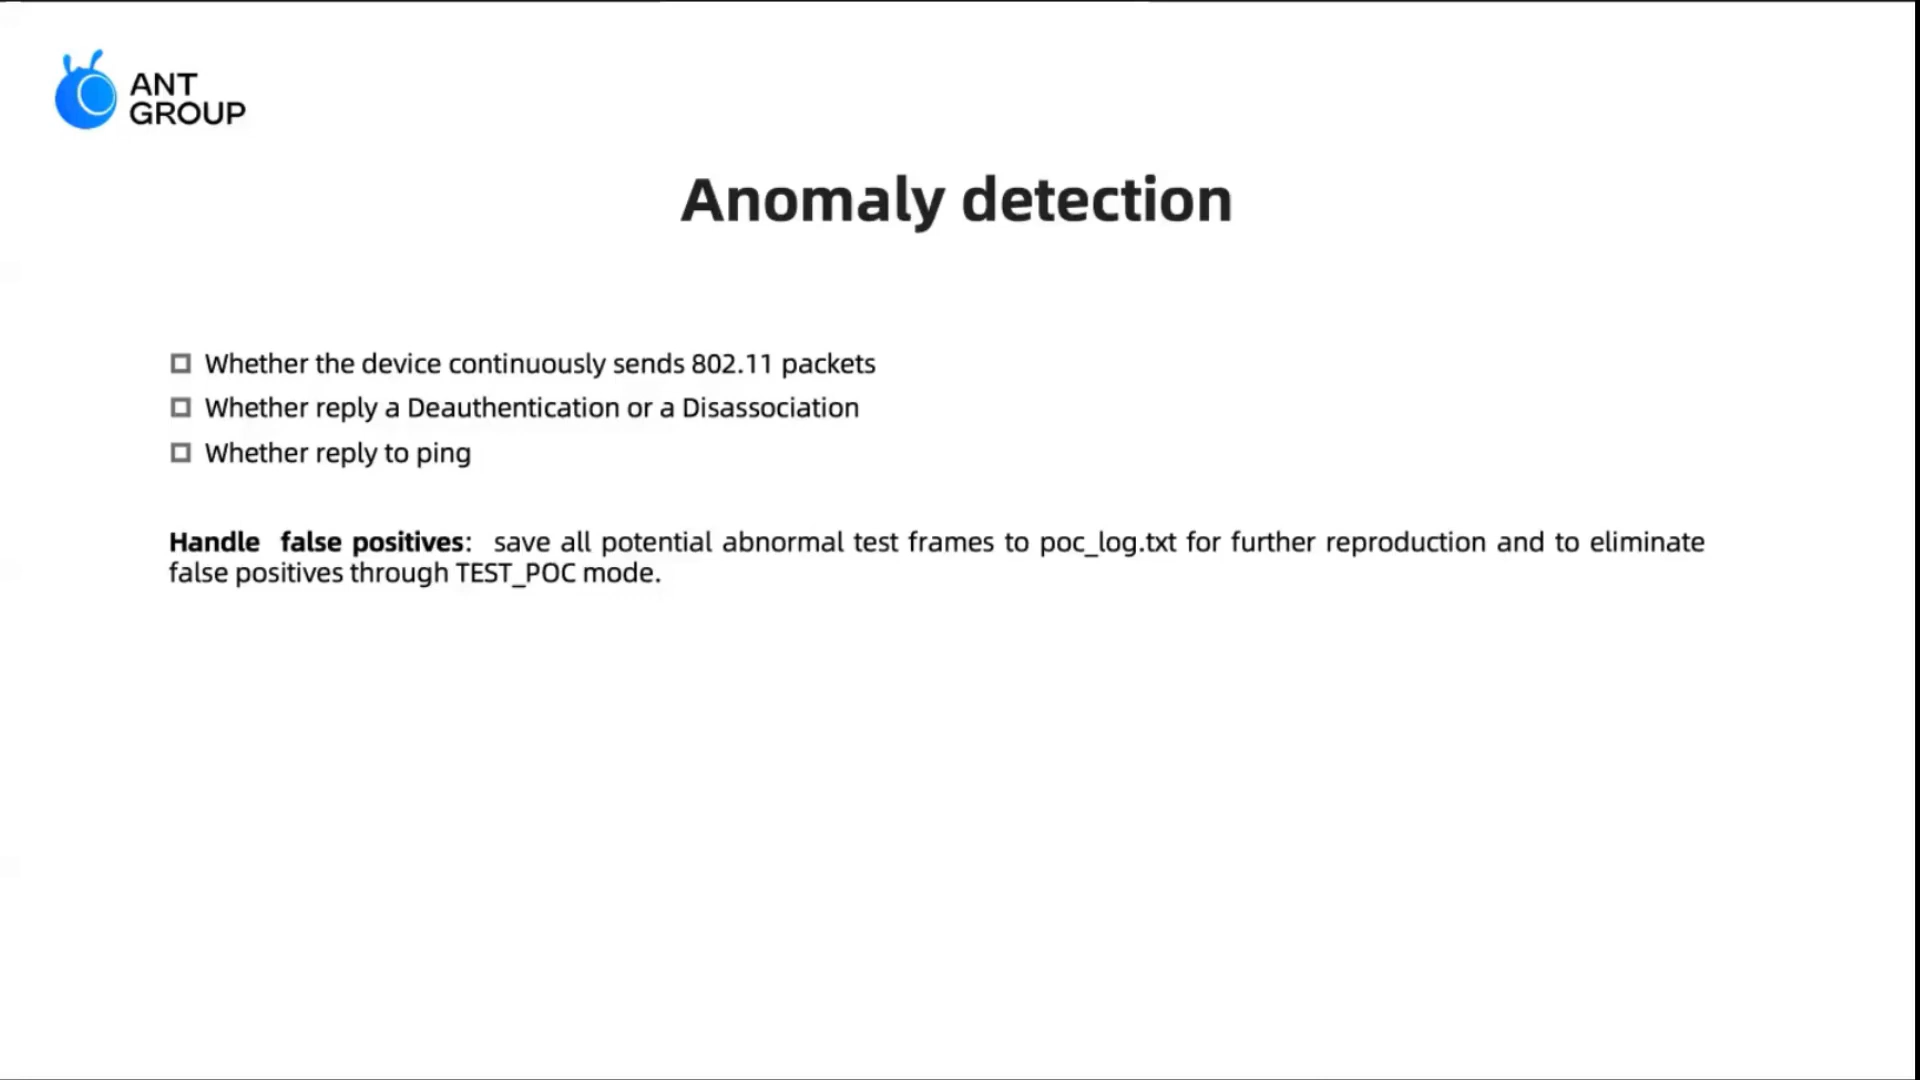 ANT
GROUP
Anomaly detection
Whether the device continuously sends 802.11 packets
Whether reply a Deauthentication or a Disassociation
Whether reply to ping
Handle false positives: save all potential abnormal test frames to poc_log.txt for further reproduction and to eliminate
false positives through TEST_POC mode.